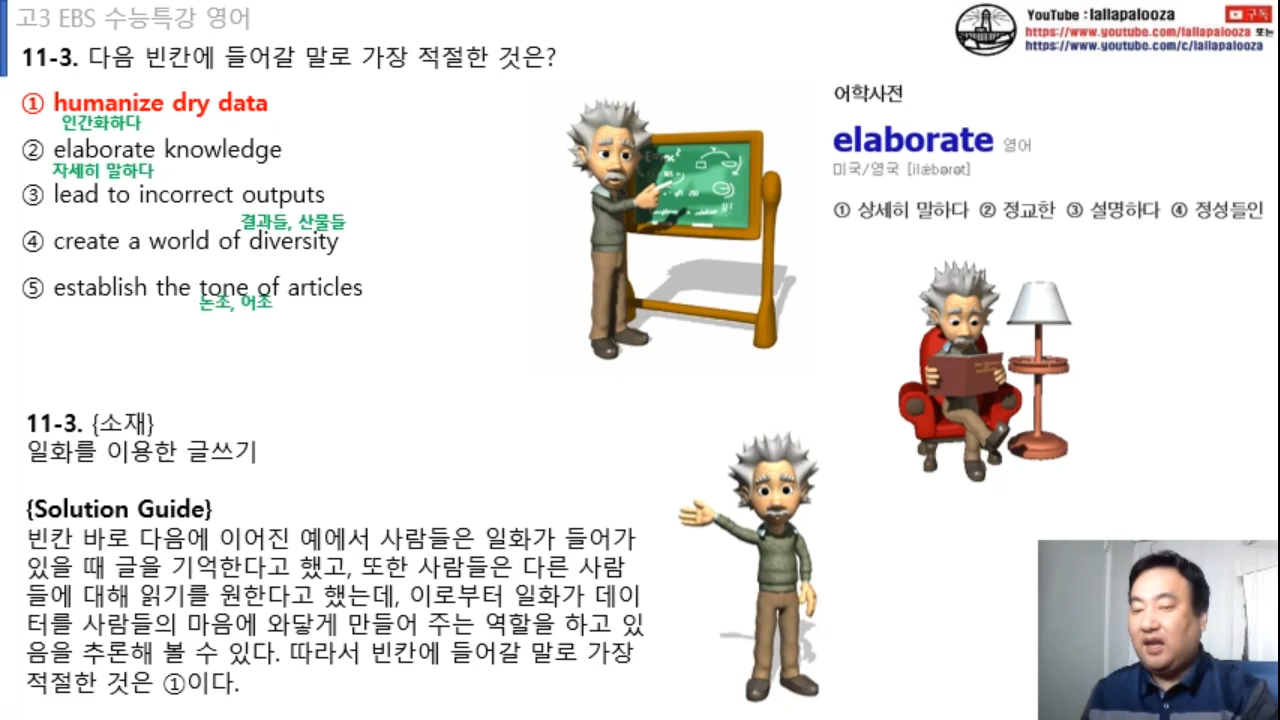 고3 EBS 수능특강 영어
YouTube : lallapalooza
구독
https://www.youtube.com/lallapalooza 또는
https://www.youtube.com/c/lallapalooza
11-3. 다음 빈칸에 들어갈 말로 가장 적절한 것은?
① humanize dry data
인간화하다
② elaborate knowledge
자세히 말하다
③ lead to incorrect outputs
결과들, 산물들
④ create a world of diversity
⑤ establish the tone of articles
논조, 어조
어학사전
elaborate 영어
미국/영국 [ilǽbərət]
① 상세히 말하다 ② 정교한 ③ 설명하다 ④ 정성들인
11-3. {소재}
일화를 이용한 글쓰기
{Solution Guide}
빈칸 바로 다음에 이어진 예에서 사람들은 일화가 들어가
있을 때 글을 기억한다고 했고, 또한 사람들은 다른 사람
들에 대해 읽기를 원한다고 했는데, 이로부터 일화가 데이
터를 사람들의 마음에 와닿게 만들어 주는 역할을 하고 있
음을 추론해 볼 수 있다. 따라서 빈칸에 들어갈 말로 가장
적절한 것은 ①이다.